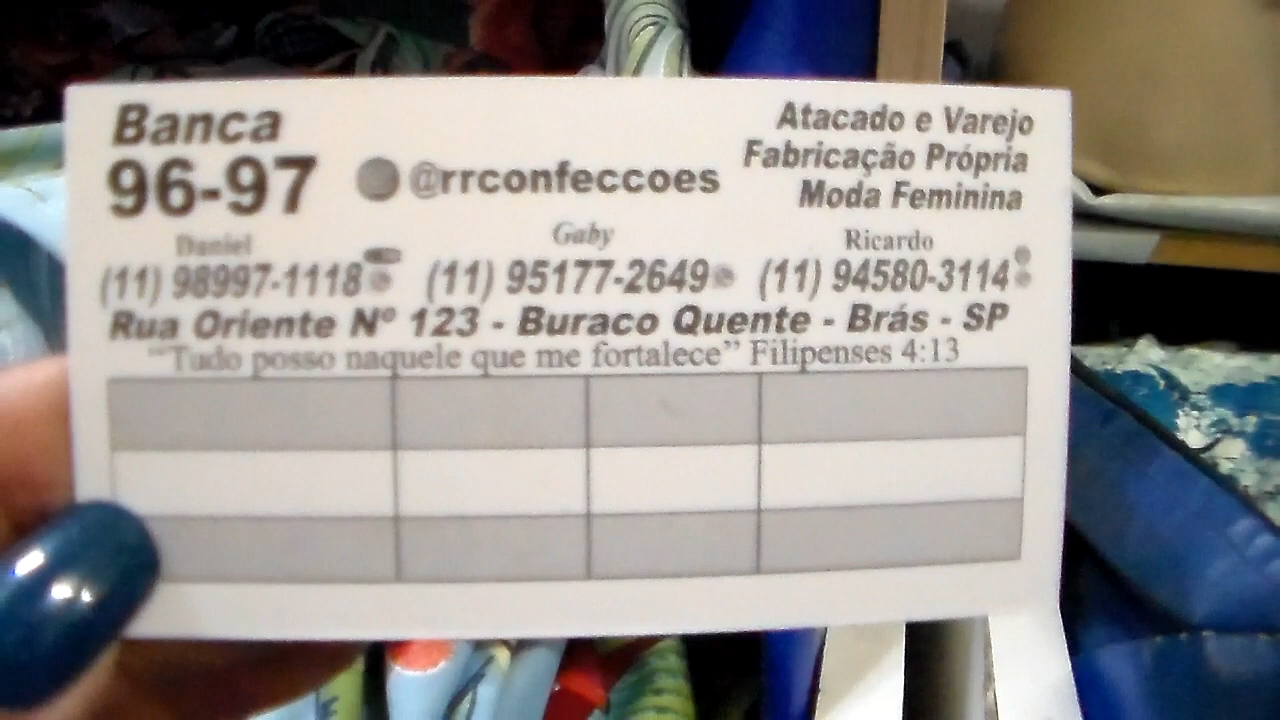 Banca
96-97
@rrconfeccoes
Atacado e Varejo
Fabricação Própria
Moda Feminina
Daniel
(11) 98997-1118
Gaby
(11) 95177-2649
Ricardo
(11) 94580-3114
Rua Oriente Nº 123 - Buraco Quente - Brás - SP
"Tudo posso naquele que me fortalece" Filipenses 4:13